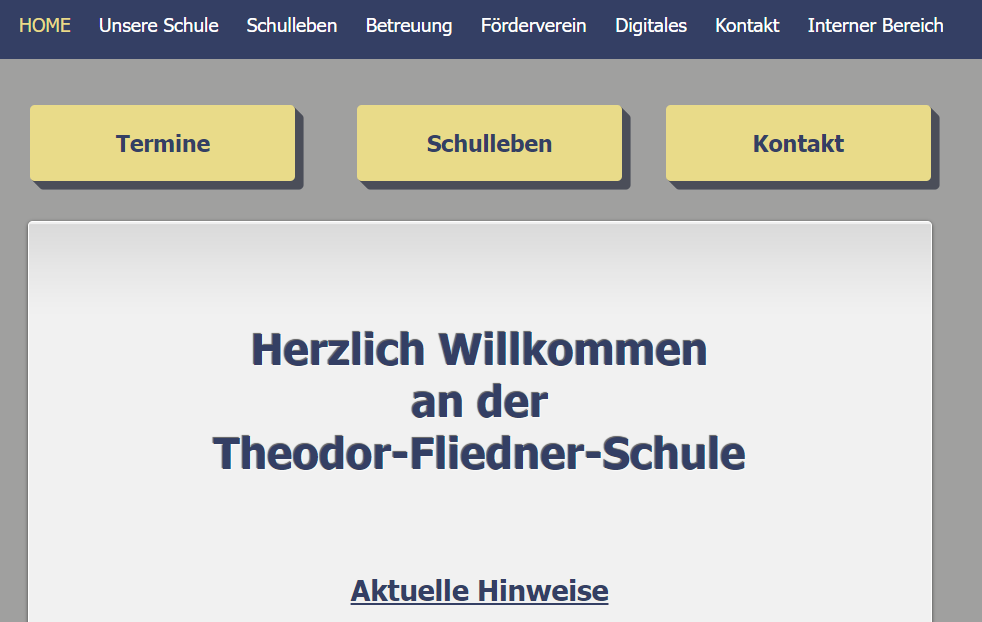 HOME Unsere Schule Schulleben Betreuung Förderverein Digitales Kontakt Interner Bereich
Termine Schulleben Kontakt
Herzlich Willkommen
an der
Theodor-Fliedner-Schule
Aktuelle Hinweise